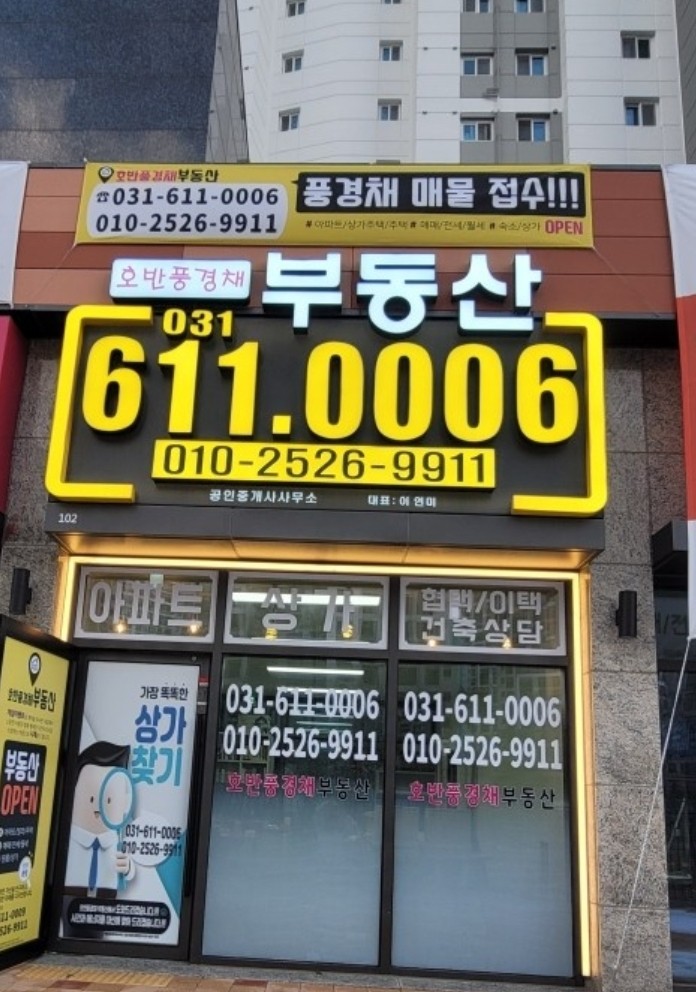 호반풍경채부동산
☎031-611-0006
010-2526-9911
풍경채 매물 접수!!!
# 아파트/상가주택/주택 # 매매/전세/월세 # 숙소/상가 OPEN
호반풍경채 부동산
031
611.0006
010-2526-9911
공인중개사사무소 대표:이연미
102
아파트
상가
협택/이택
건축상담
031-611-0006
010-2526-9911
호반풍경채부동산
031-611-0006
010-2526-9911
호반풍경채부동산
가장 똑똑한
상가
찾기
031-611-0006
010-2526-9911
호반풍경채부동산
부동산
OPEN